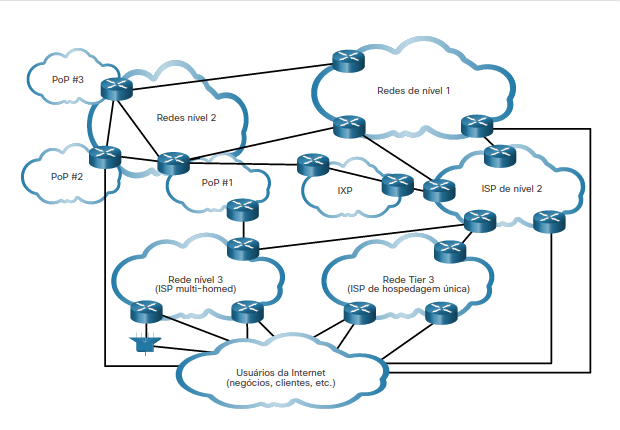 PoP #3
Redes nível 2
Redes de nível 1
PoP #2
PoP #1
IXP
ISP de nível 2
Rede nível 3
(ISP multi-homed)
Rede Tier 3
(ISP de hospedagem única)
Usuários da Internet
(negócios, clientes, etc.)